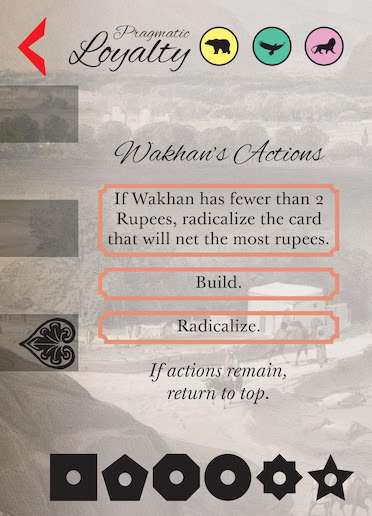 Pragmatic
Loyalty
Wakhan's Actions
If Wakhan has fewer than 2
Rupees, radicalize the card
that will net the most rupees.
Build.
Radicalize.
If actions remain,
return to top.